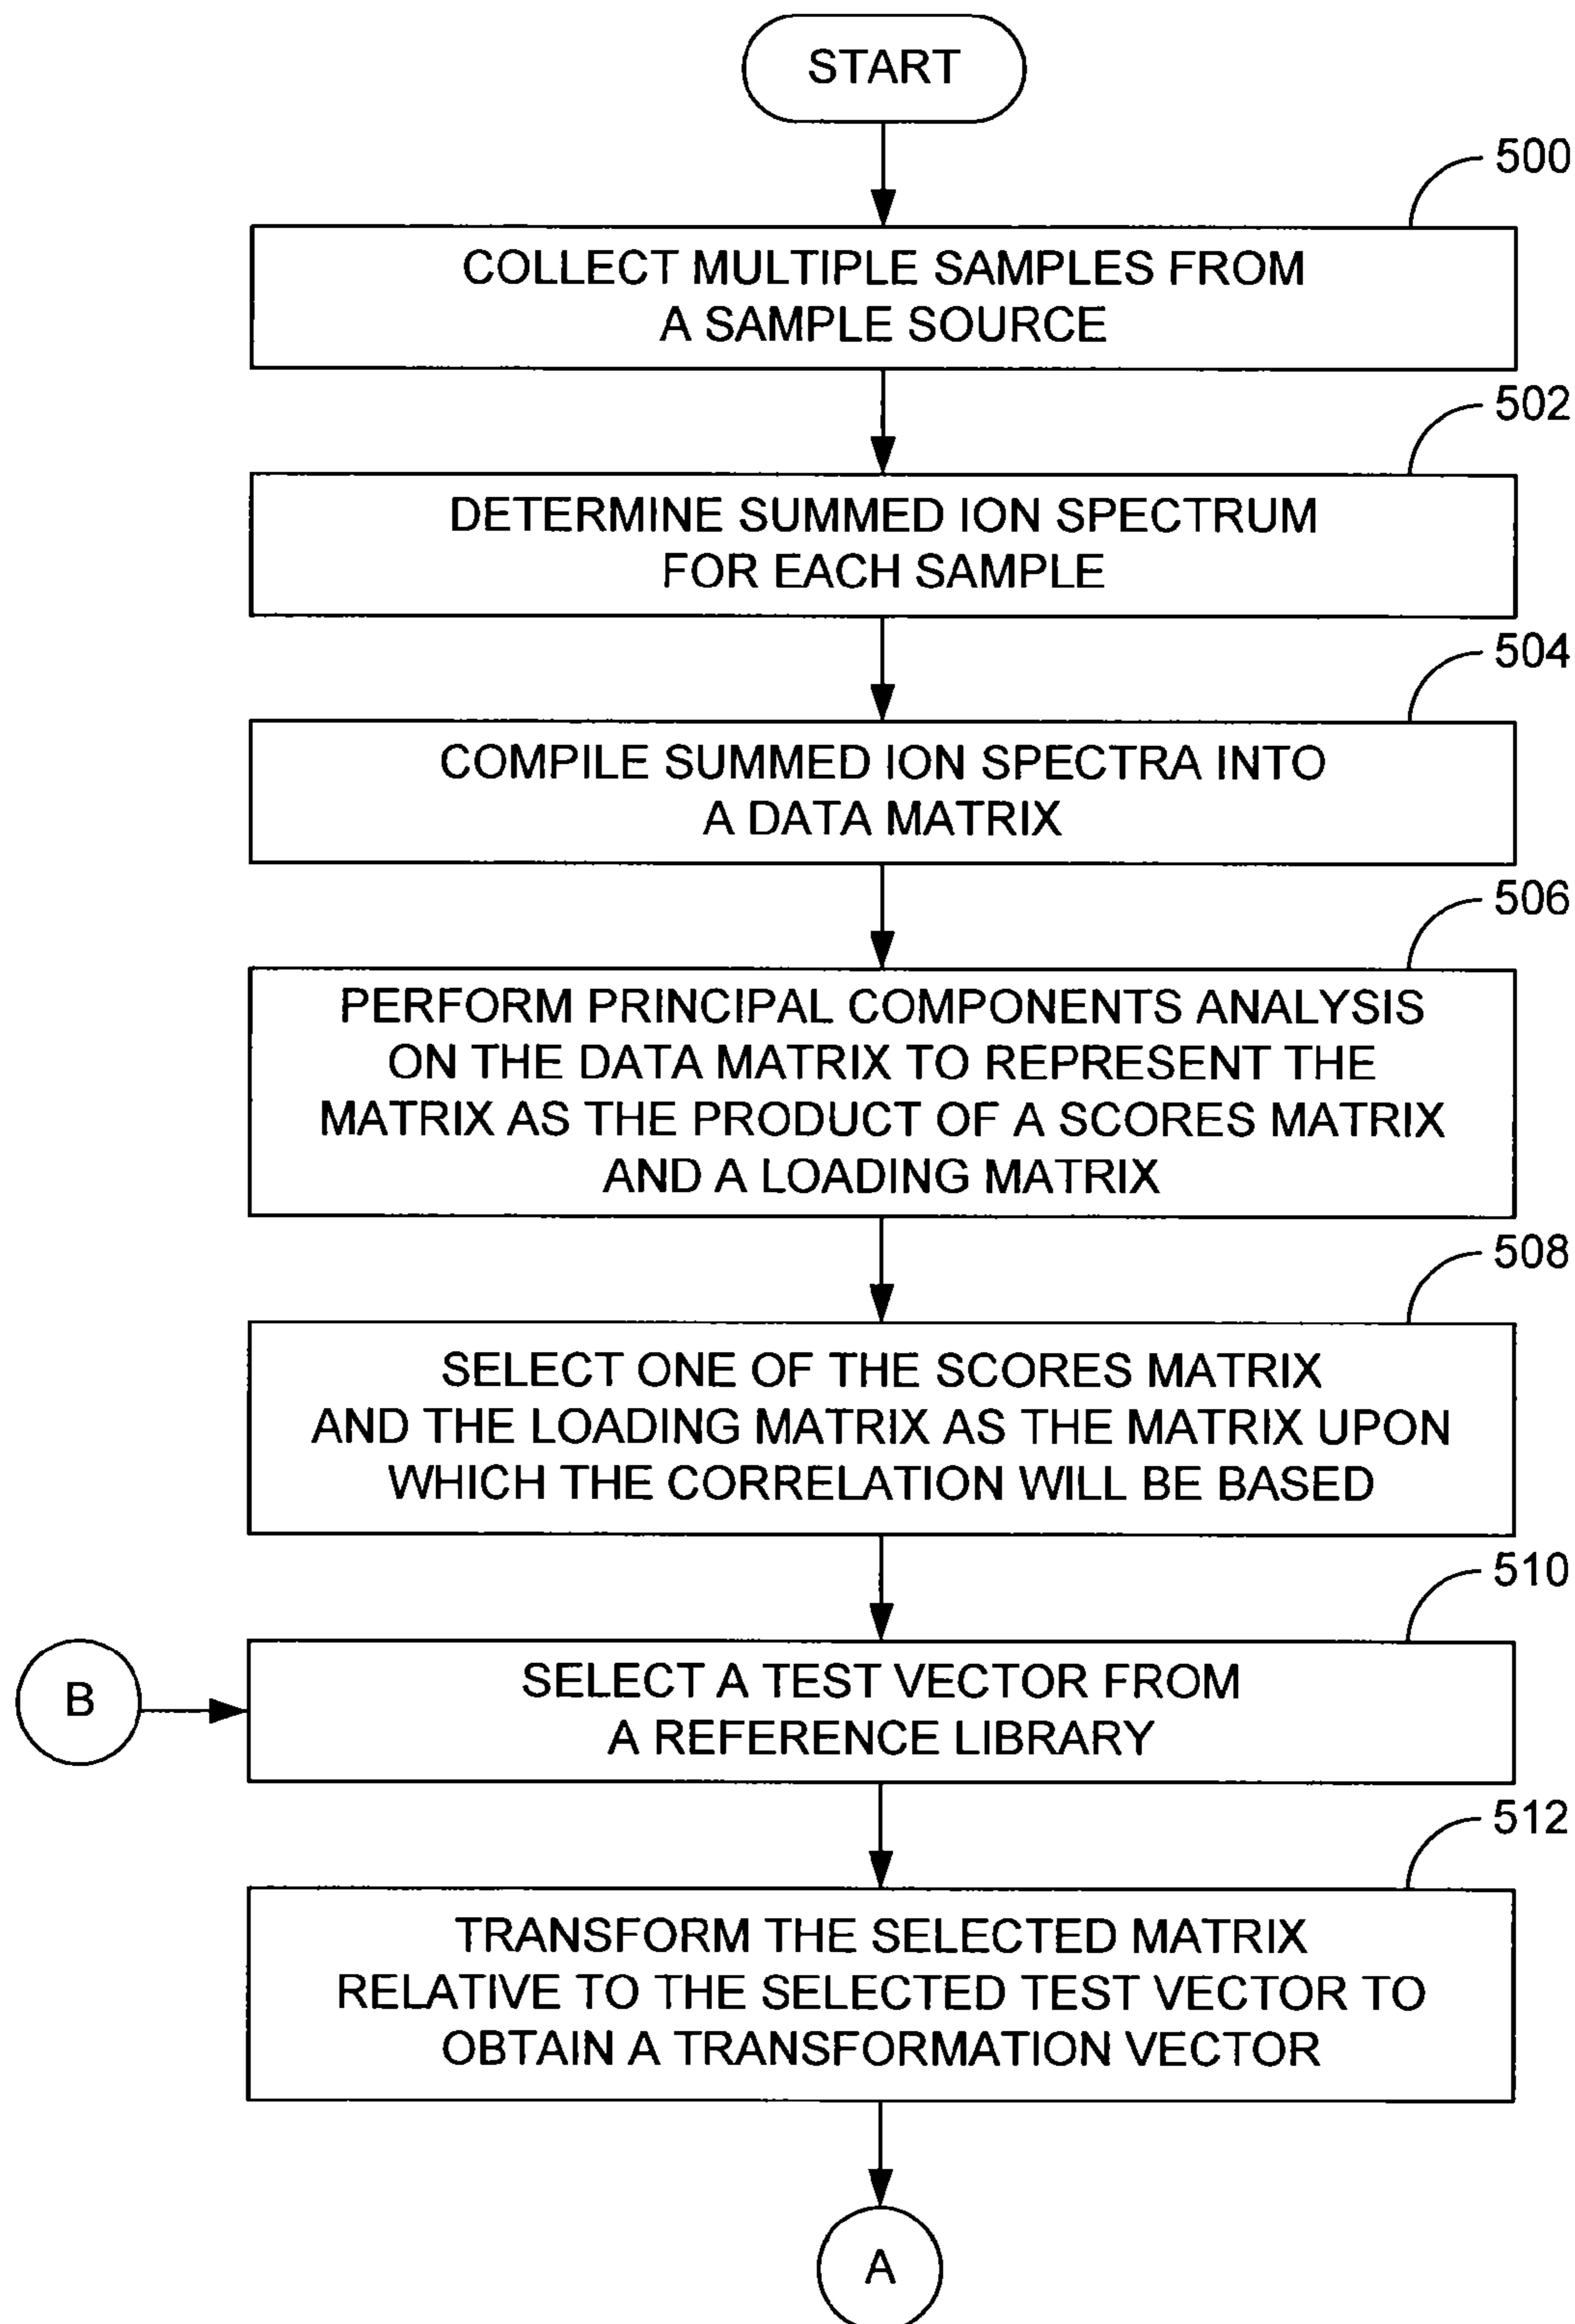 START
500
COLLECT MULTIPLE SAMPLES FROM
A SAMPLE SOURCE
502
DETERMINE SUMMED ION SPECTRUM
FOR EACH SAMPLE
504
COMPILE SUMMED ION SPECTRA INTO
A DATA MATRIX
506
PERFORM PRINCIPAL COMPONENTS ANALYSIS
ON THE DATA MATRIX TO REPRESENT THE
MATRIX AS THE PRODUCT OF A SCORES MATRIX
AND A LOADING MATRIX
508
SELECT ONE OF THE SCORES MATRIX
AND THE LOADING MATRIX AS THE MATRIX UPON
WHICH THE CORRELATION WILL BE BASED
510
B
SELECT A TEST VECTOR FROM
A REFERENCE LIBRARY
512
TRANSFORM THE SELECTED MATRIX
RELATIVE TO THE SELECTED TEST VECTOR TO
OBTAIN A TRANSFORMATION VECTOR
A